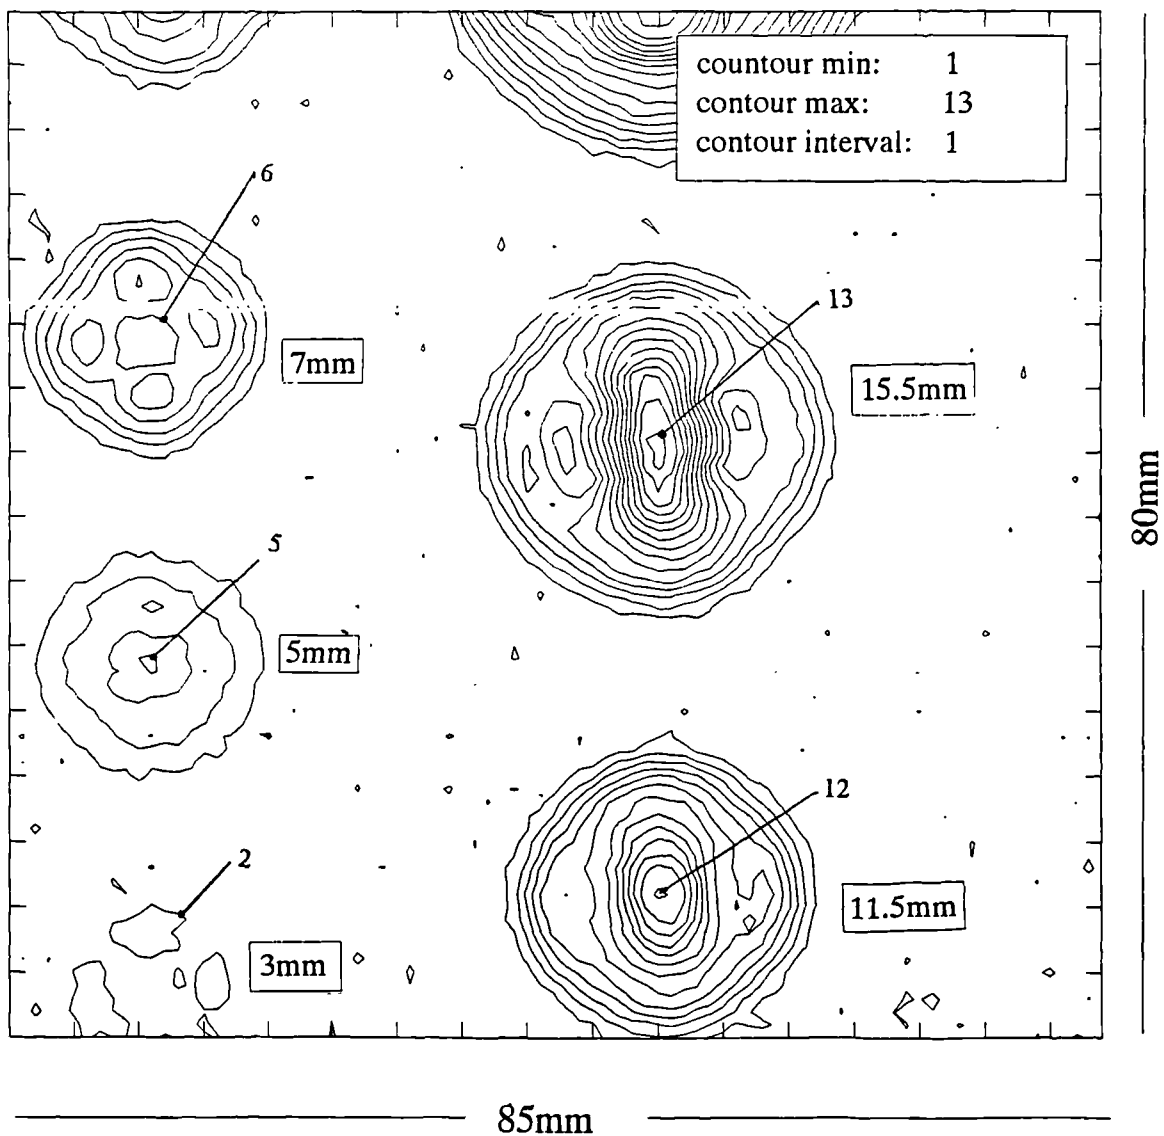 countour min: 1
contour max: 13
contour interval: 1
6
13
7mm
15.5mm
80mm
5
5mm
12
2
11.5mm
3mm
85mm